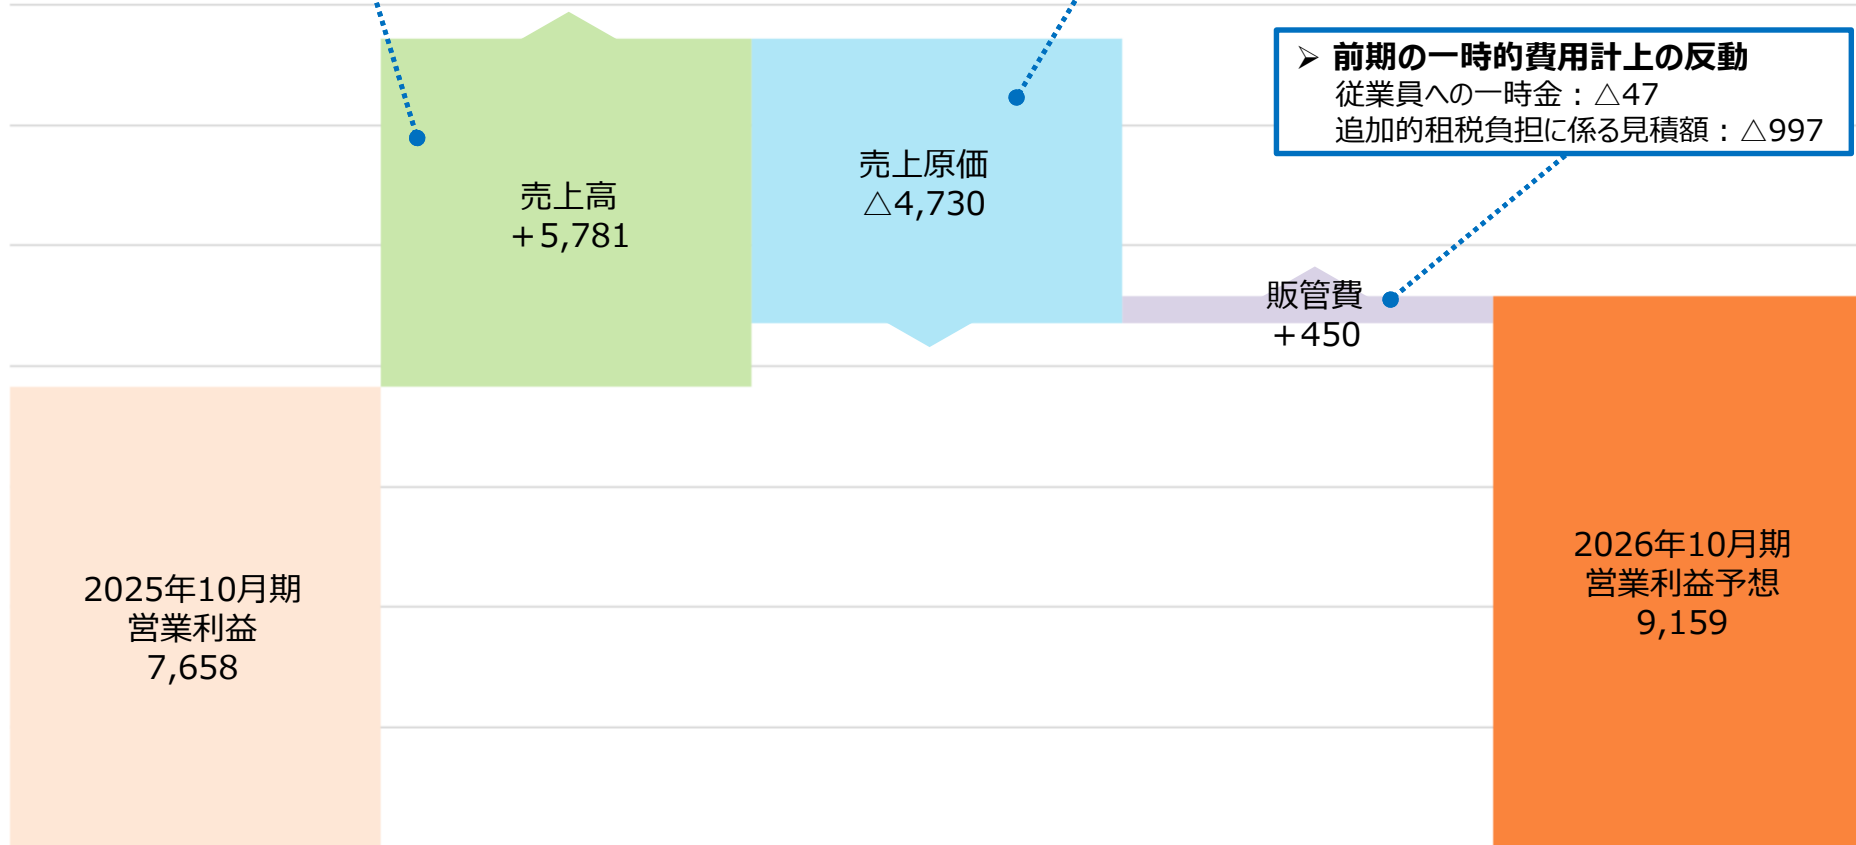 ➢ 前期の一時的費用計上の反動
従業員への一時金：△47
追加的租税負担に係る見積額：△997
売上高
＋5,781
売上原価
△4,730
販管費
＋450
2025年10月期
営業利益
7,658
2026年10月期
営業利益予想
9,159